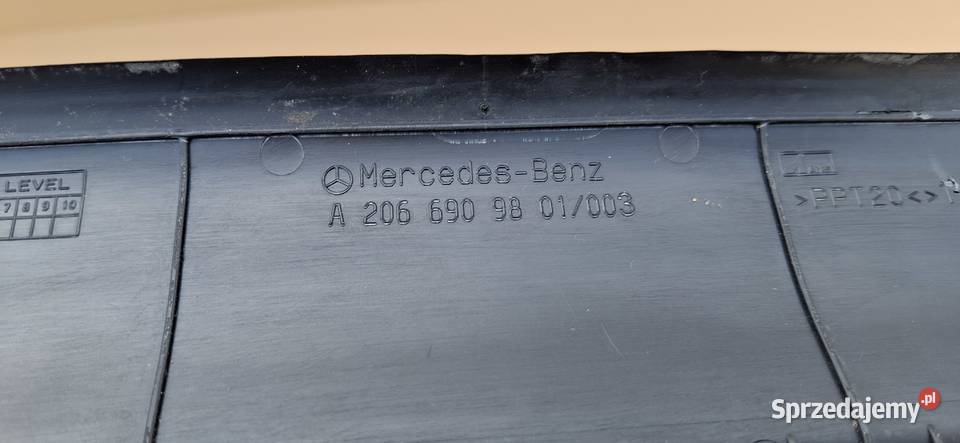 Mercedes-Benz
A 206 690 98 01/003
LEVEL
7 8 9 10
>PPT20<>
Sprzedajemy.pl